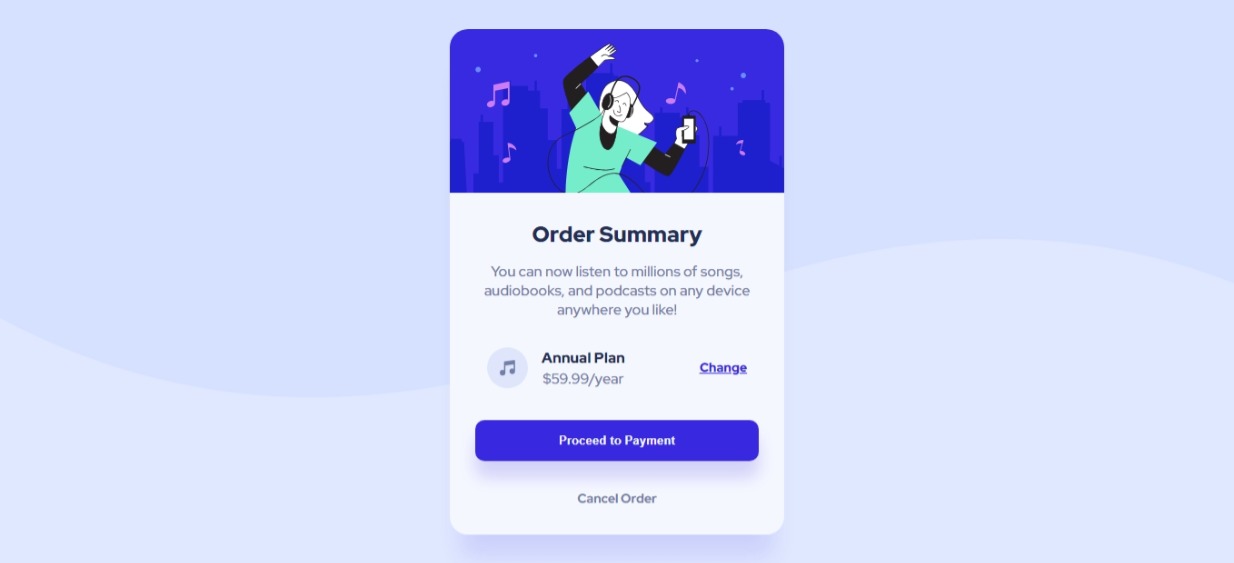 Order Summary
You can now listen to millions of songs,
audiobooks, and podcasts on any device
anywhere you like!
Annual Plan
$59.99/year
Change
Proceed to Payment
Cancel Order